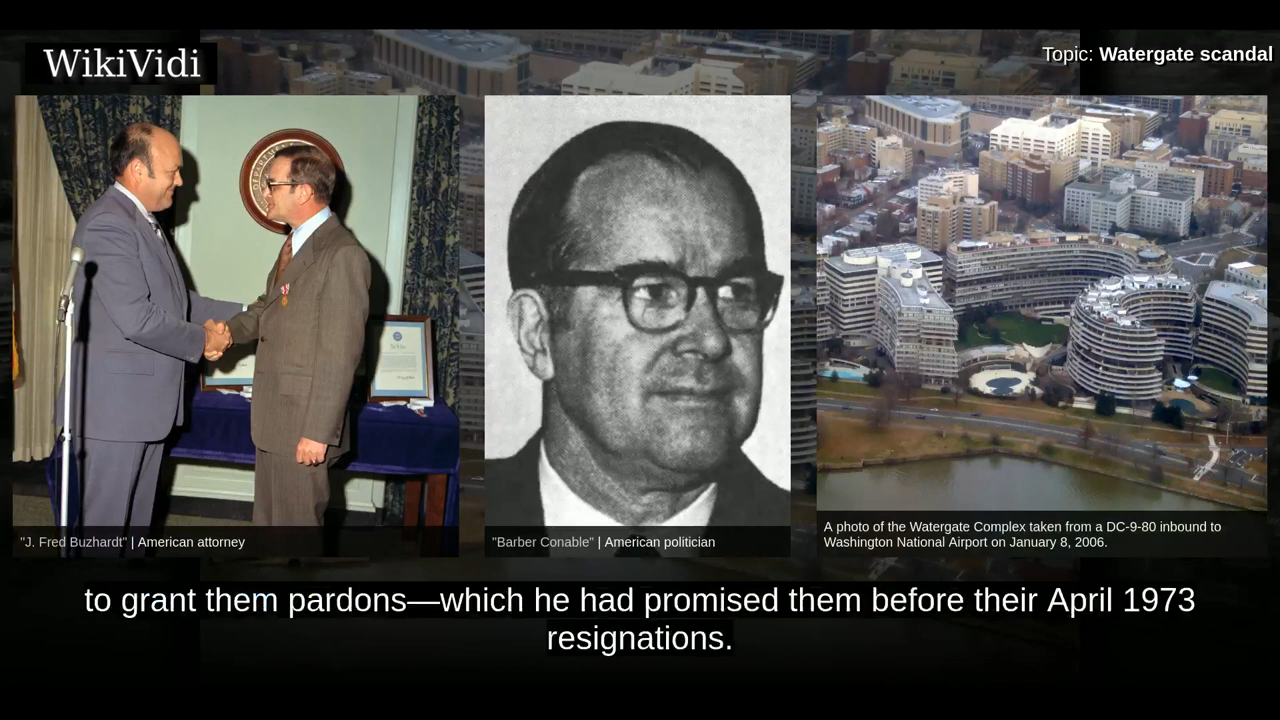 WikiVidi
Topic: Watergate scandal
"J. Fred Buzhardt" | American attorney
"Barber Conable" | American politician
A photo of the Watergate Complex taken from a DC-9-80 inbound to
Washington National Airport on January 8, 2006.
to grant them pardons—which he had promised them before their April 1973
resignations.